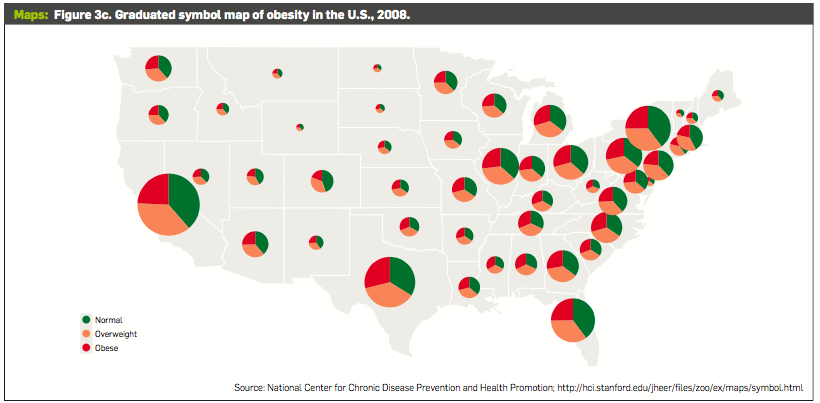 Maps: Figure 3c. Graduated symbol map of obesity in the U.S., 2008.
Normal
Overweight
Obese
Source: National Center for Chronic Disease Prevention and Health Promotion; http://hci.stanford.edu/jheer/files/zoo/ex/maps/symbol.html